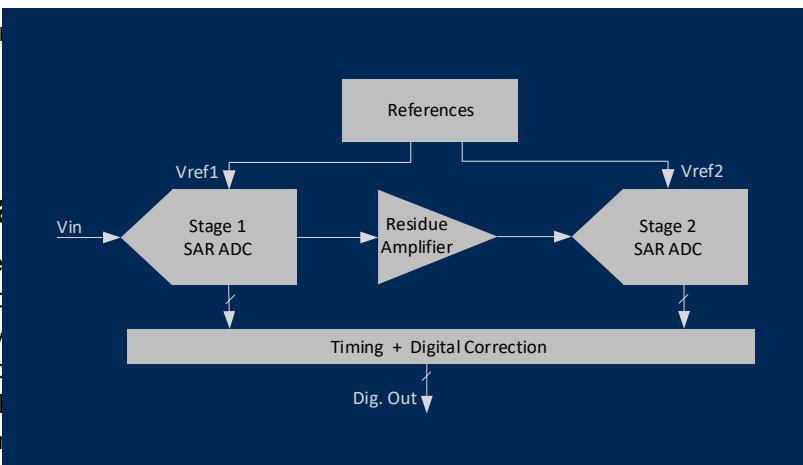 References
Vref1
Vref2
Vin
Stage 1
SAR ADC
Residue
Amplifier
Stage 2
SAR ADC
Timing + Digital Correction
Dig. Out